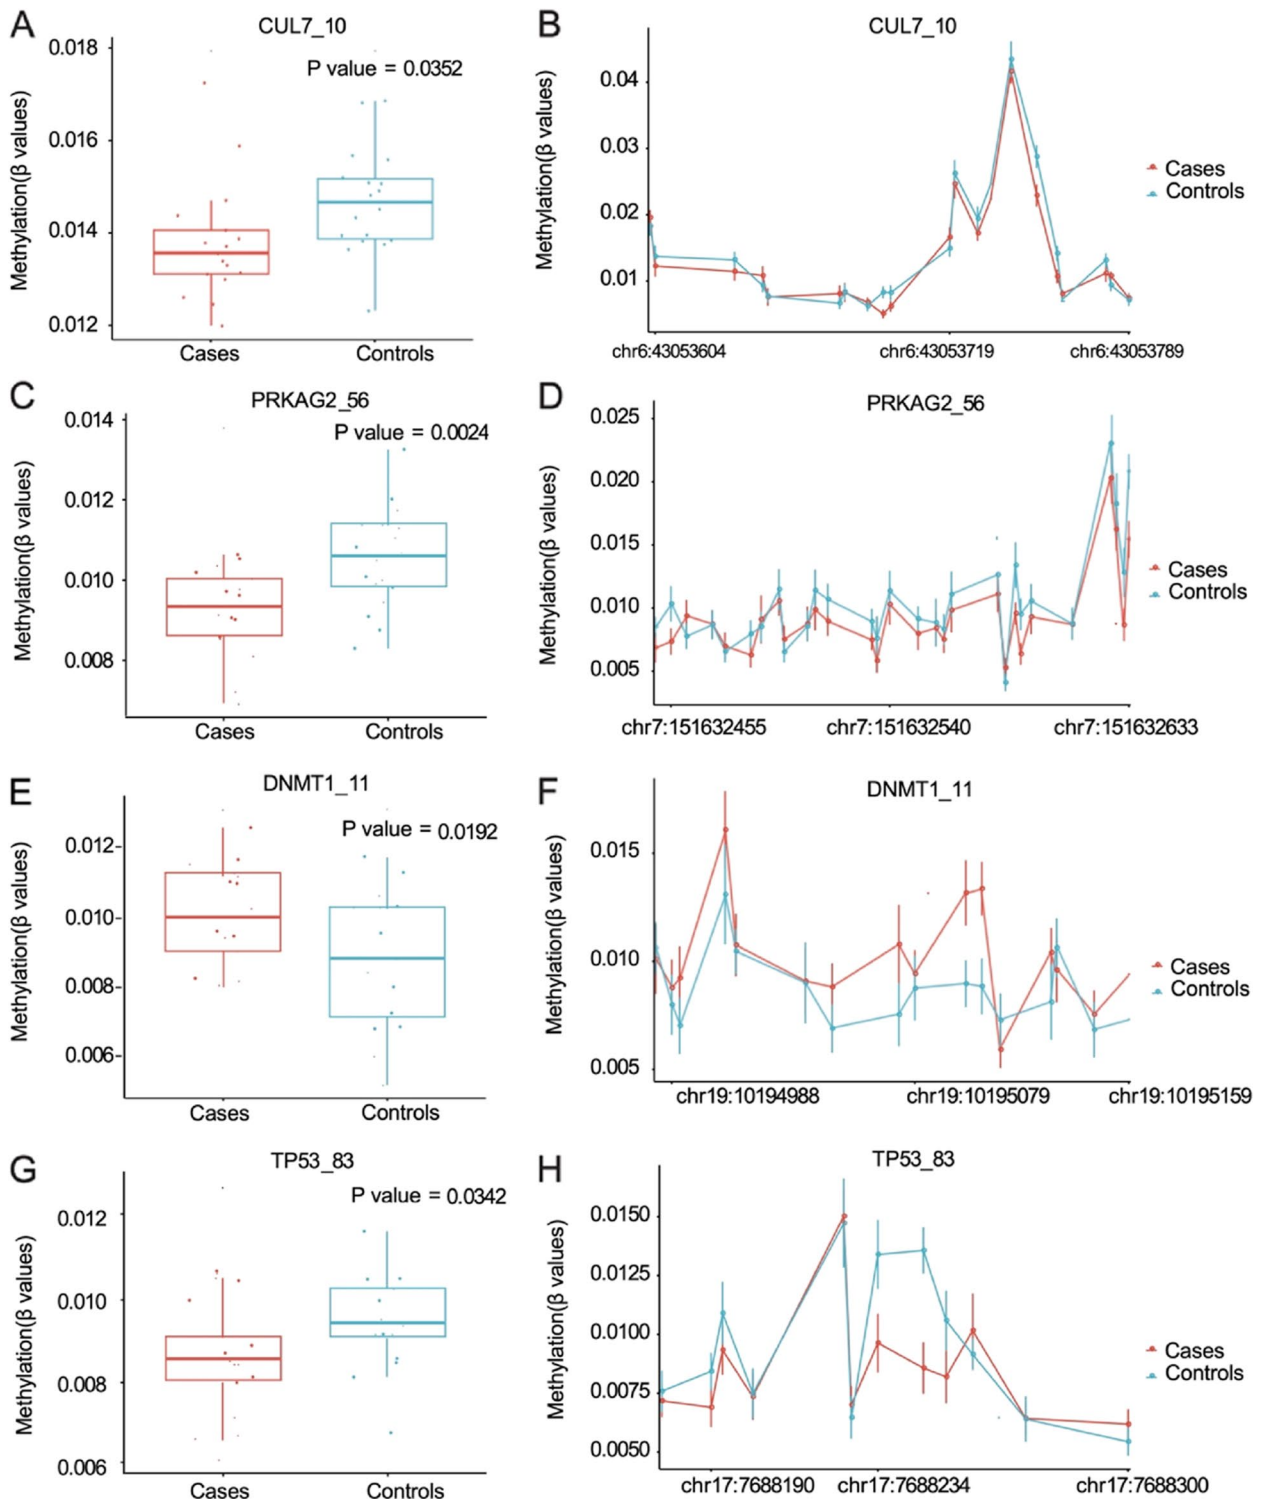 A
CUL7_10
P value = 0.0352
Methylation(β values)
0.018
0.016
0.014
0.012
Cases
Controls
B
CUL7_10
Methylation(β values)
0.04
0.03
0.02
0.01
chr6:43053604
chr6:43053719
chr6:43053789
Cases
Controls
C
PRKAG2_56
P value = 0.0024
Methylation(β values)
0.014
0.012
0.010
0.008
Cases
Controls
D
PRKAG2_56
Methylation(β values)
0.025
0.020
0.015
0.010
0.005
chr7:151632455
chr7:151632540
chr7:151632633
Cases
Controls
E
DNMT1_11
P value = 0.0192
Methylation(β values)
0.012
0.010
0.008
0.006
Cases
Controls
F
DNMT1_11
Methylation(β values)
0.015
0.010
0.005
chr19:10194988
chr19:10195079
chr19:10195159
Cases
Controls
G
TP53_83
P value = 0.0342
Methylation(β values)
0.012
0.010
0.008
0.006
Cases
Controls
H
TP53_83
Methylation(β values)
0.0150
0.0125
0.0100
0.0075
0.0050
chr17:7688190
chr17:7688234
chr17:7688300
Cases
Controls